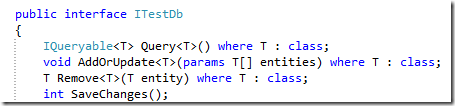 public interface ITestDb
{
IQueryable<T> Query<T>() where T : class;
void AddOrUpdate<T>(params T[] entities) where T : class;
T Remove<T>(T entity) where T : class;
int SaveChanges();